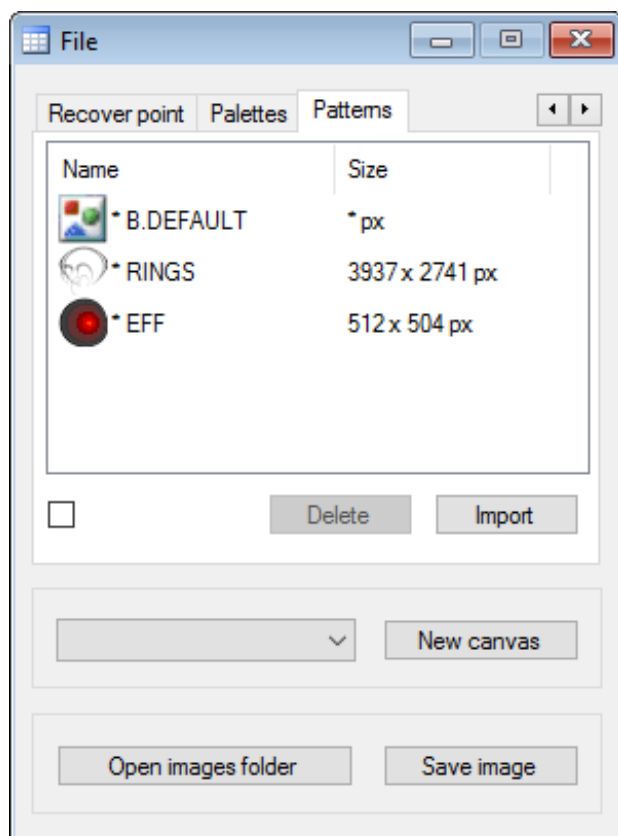 File
Recover point Palettes Patterns
Name Size
* B.DEFAULT * px
* RINGS 3937 x 2741 px
* EFF 512 x 504 px
Delete Import
New canvas
Open images folder Save image